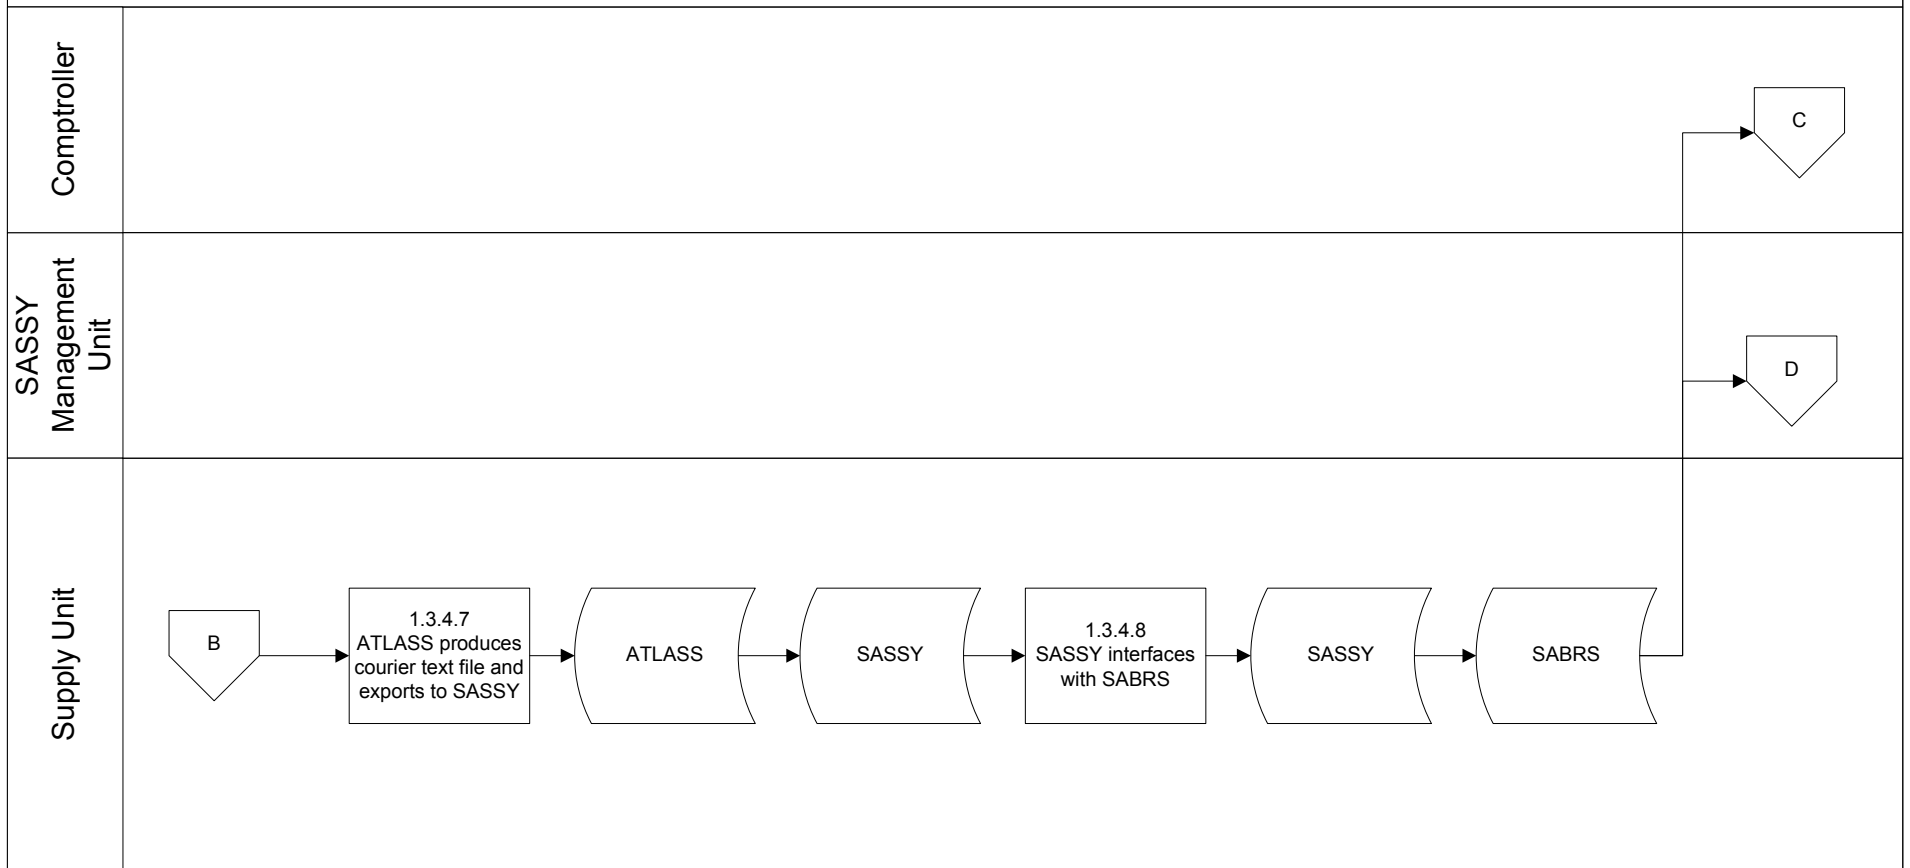 Comptroller
C
SASSY
Management
Unit
D
Supply Unit
B
1.3.4.7
ATLASS produces
courier text file and
exports to SASSY
ATLASS
SASSY
1.3.4.8
SASSY interfaces
with SABRS
SASSY
SABRS